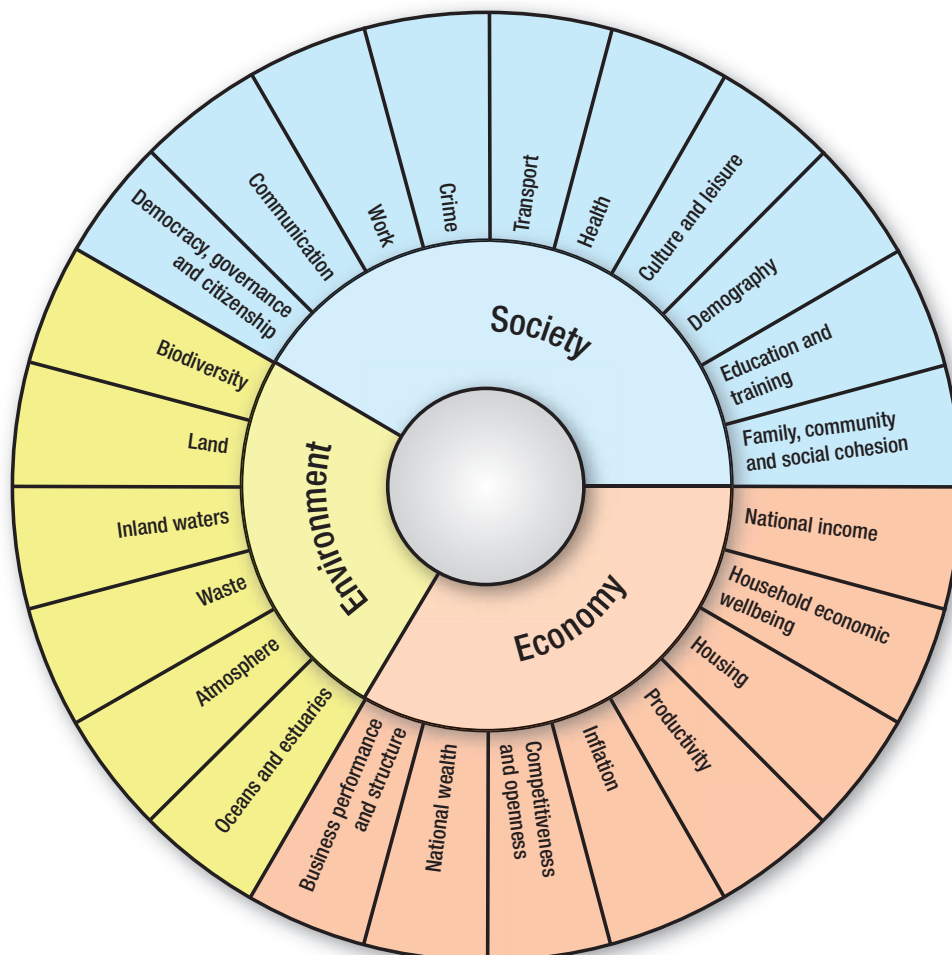 Society
Environment
Economy
Democracy, governance
and citizenship
Communication
Work
Crime
Transport
Health
Culture and leisure
Demography
Education and
training
Family, community
and social cohesion
National income
Household economic
wellbeing
Housing
Productivity
Inflation
Competitiveness
and openness
National wealth
Business performance
and structure
Oceans and estuaries
Atmosphere
Waste
Inland waters
Land
Biodiversity